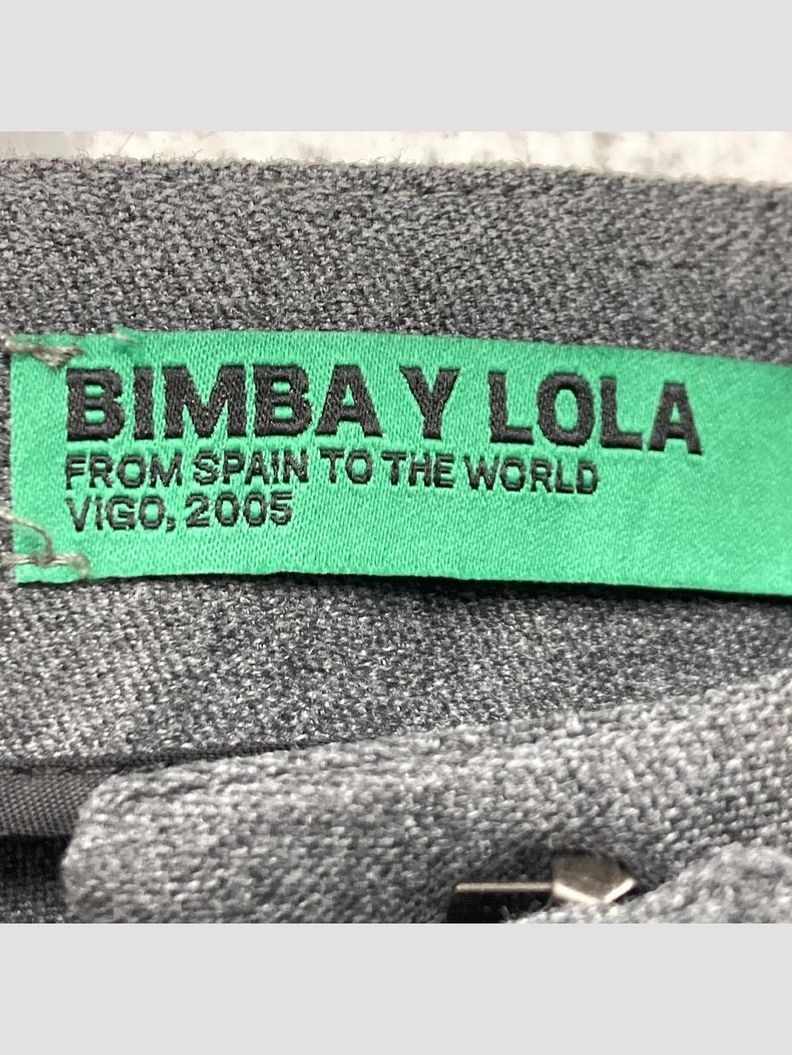 BIMBA Y LOLA
FROM SPAIN TO THE WORLD
VIGO, 2005